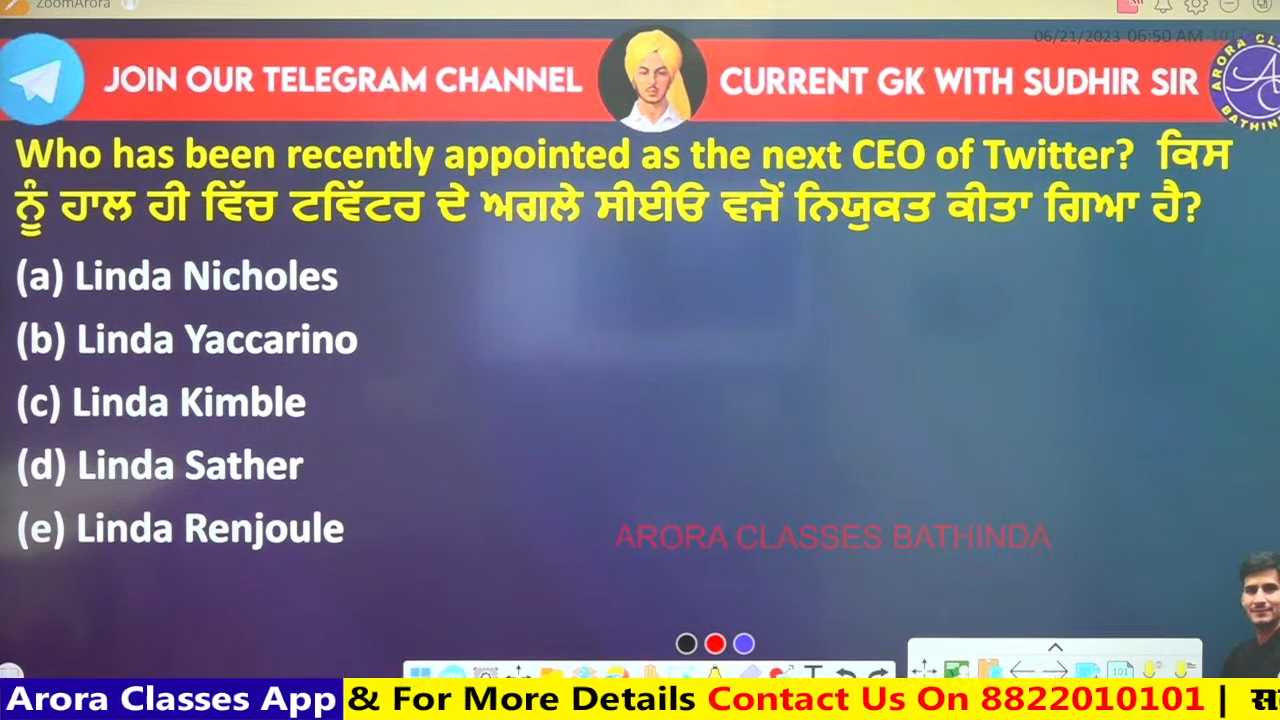 ZoomArora
06/21/2023 06:50 AM
JOIN OUR TELEGRAM CHANNEL
CURRENT GK WITH SUDHIR SIR
Who has been recently appointed as the next CEO of Twitter? ਕਿਸ
ਨੂੰ ਹਾਲ ਹੀ ਵਿੱਚ ਟਵਿੱਟਰ ਦੇ ਅਗਲੇ ਸੀਈਓ ਵਜੋਂ ਨਿਯੁਕਤ ਕੀਤਾ ਗਿਆ ਹੈ?
(a) Linda Nicholes
(b) Linda Yaccarino
(c) Linda Kimble
(d) Linda Sather
(e) Linda Renjoule
ARORA CLASSES BATHINDA
Arora Classes App & For More Details Contact Us On 8822010101 |